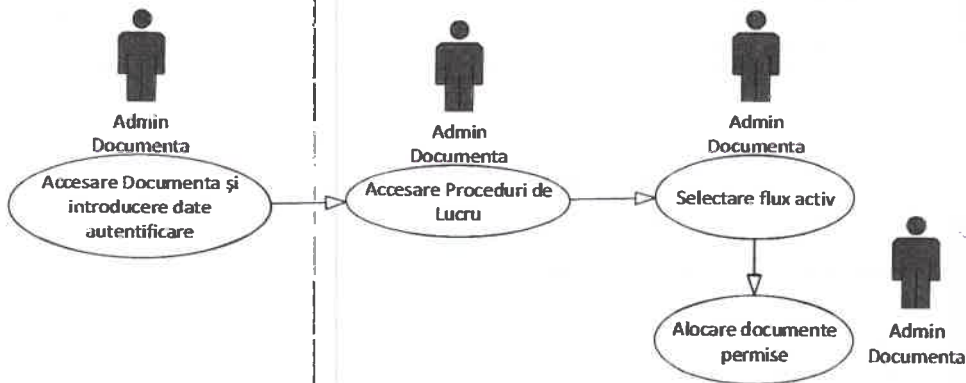 Admin
Documenta
Accesare Documenta și
introducere date
autentificare
Admin
Documenta
Accesare Proceduri de
Lucru
Admin
Documenta
Selectare flux activ
Alocare documente
permise
Admin
Documenta